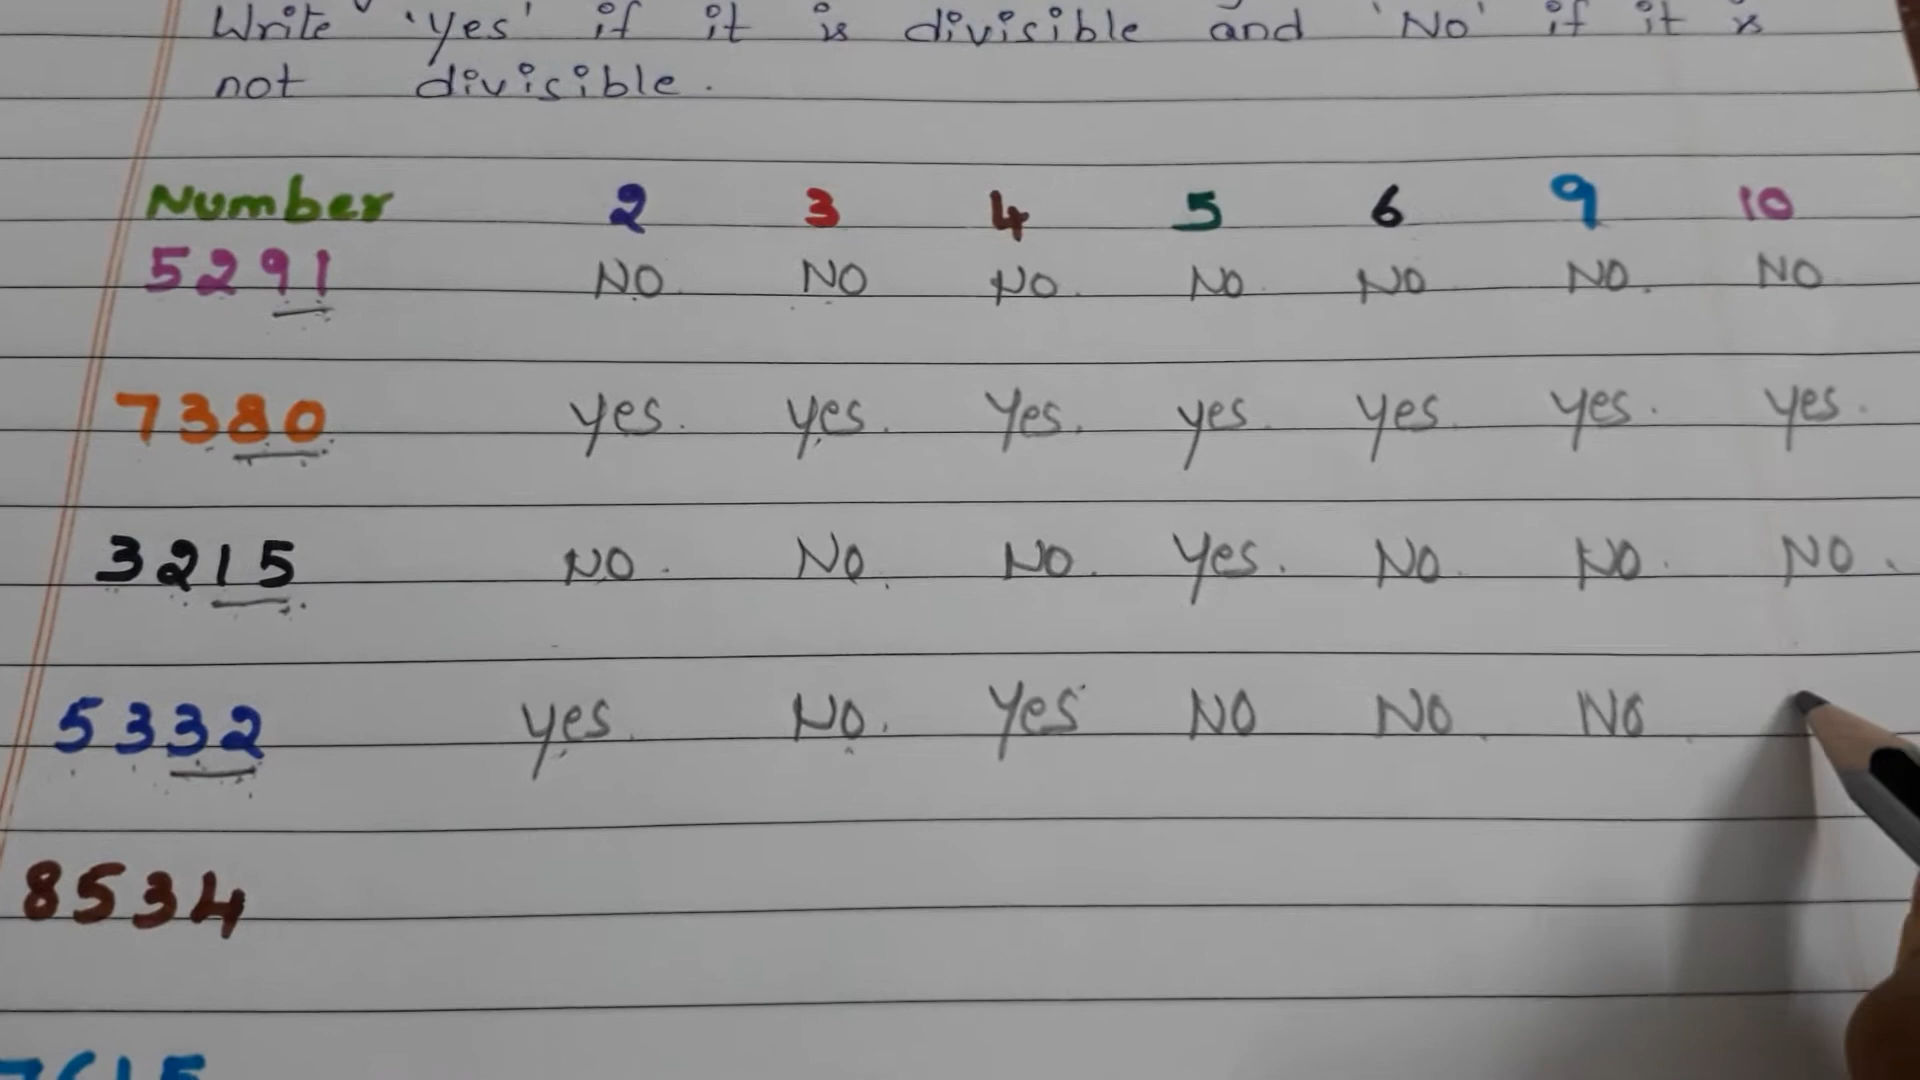 Write 'Yes' if it is divisible and 'No' if it is
not divisible.
Number 2 3 4 5 6 9 10
5291 NO NO NO. NO NO NO. NO
7380 yes. yes. Yes. yes. yes. yes. yes.
3215 NO. No. NO. Yes. No. No. NO.
5332 yes. No. Yes NO No. No
8534
7615